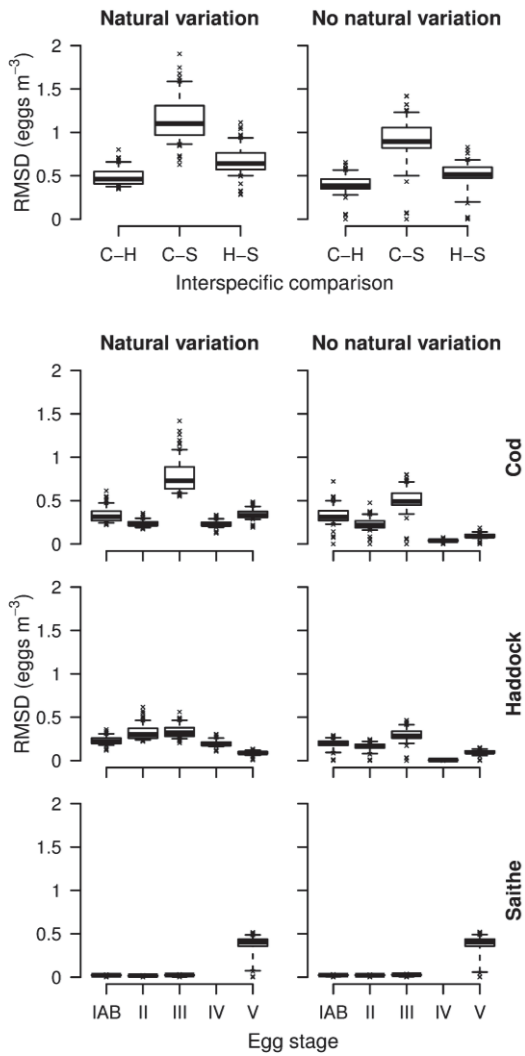 Natural variation No natural variation
2
1.5
1
0.5
0
RMSD (eggs m⁻³)
C−H C−S H−S C−H C−S H−S
Interspecific comparison
Natural variation No natural variation
2
1.5
1
0.5
0
Cod
2
1.5
1
0.5
0
RMSD (eggs m⁻³)
Haddock
2
1.5
1
0.5
0
Saithe
IAB II III IV V IAB II III IV V
Egg stage